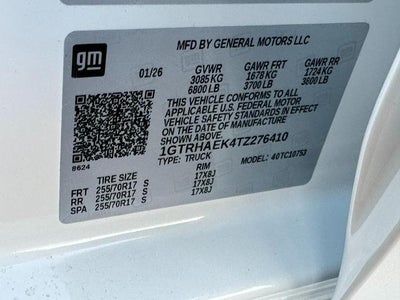 gm
MFD BY GENERAL MOTORS LLC
01/26
GVWR GAWR FRT GAWR RR
3085 KG 1678 KG 1724 KG
6800 LB 3700 LB 3800 LB
THIS VEHICLE CONFORMS TO ALL
APPLICABLE U.S. FEDERAL MOTOR
VEHICLE SAFETY STANDARDS IN
EFFECT ON THE DATE OF
MANUFACTURE SHOWN ABOVE.
1GTRHAEK4TZ276410
TYPE: TRUCK MODEL: 40TC10753
8624
TIRE SIZE RIM
FRT 255/70R17 S 17X8J
RR 255/70R17 S 17X8J
SPA 255/70R17 S 17X8J